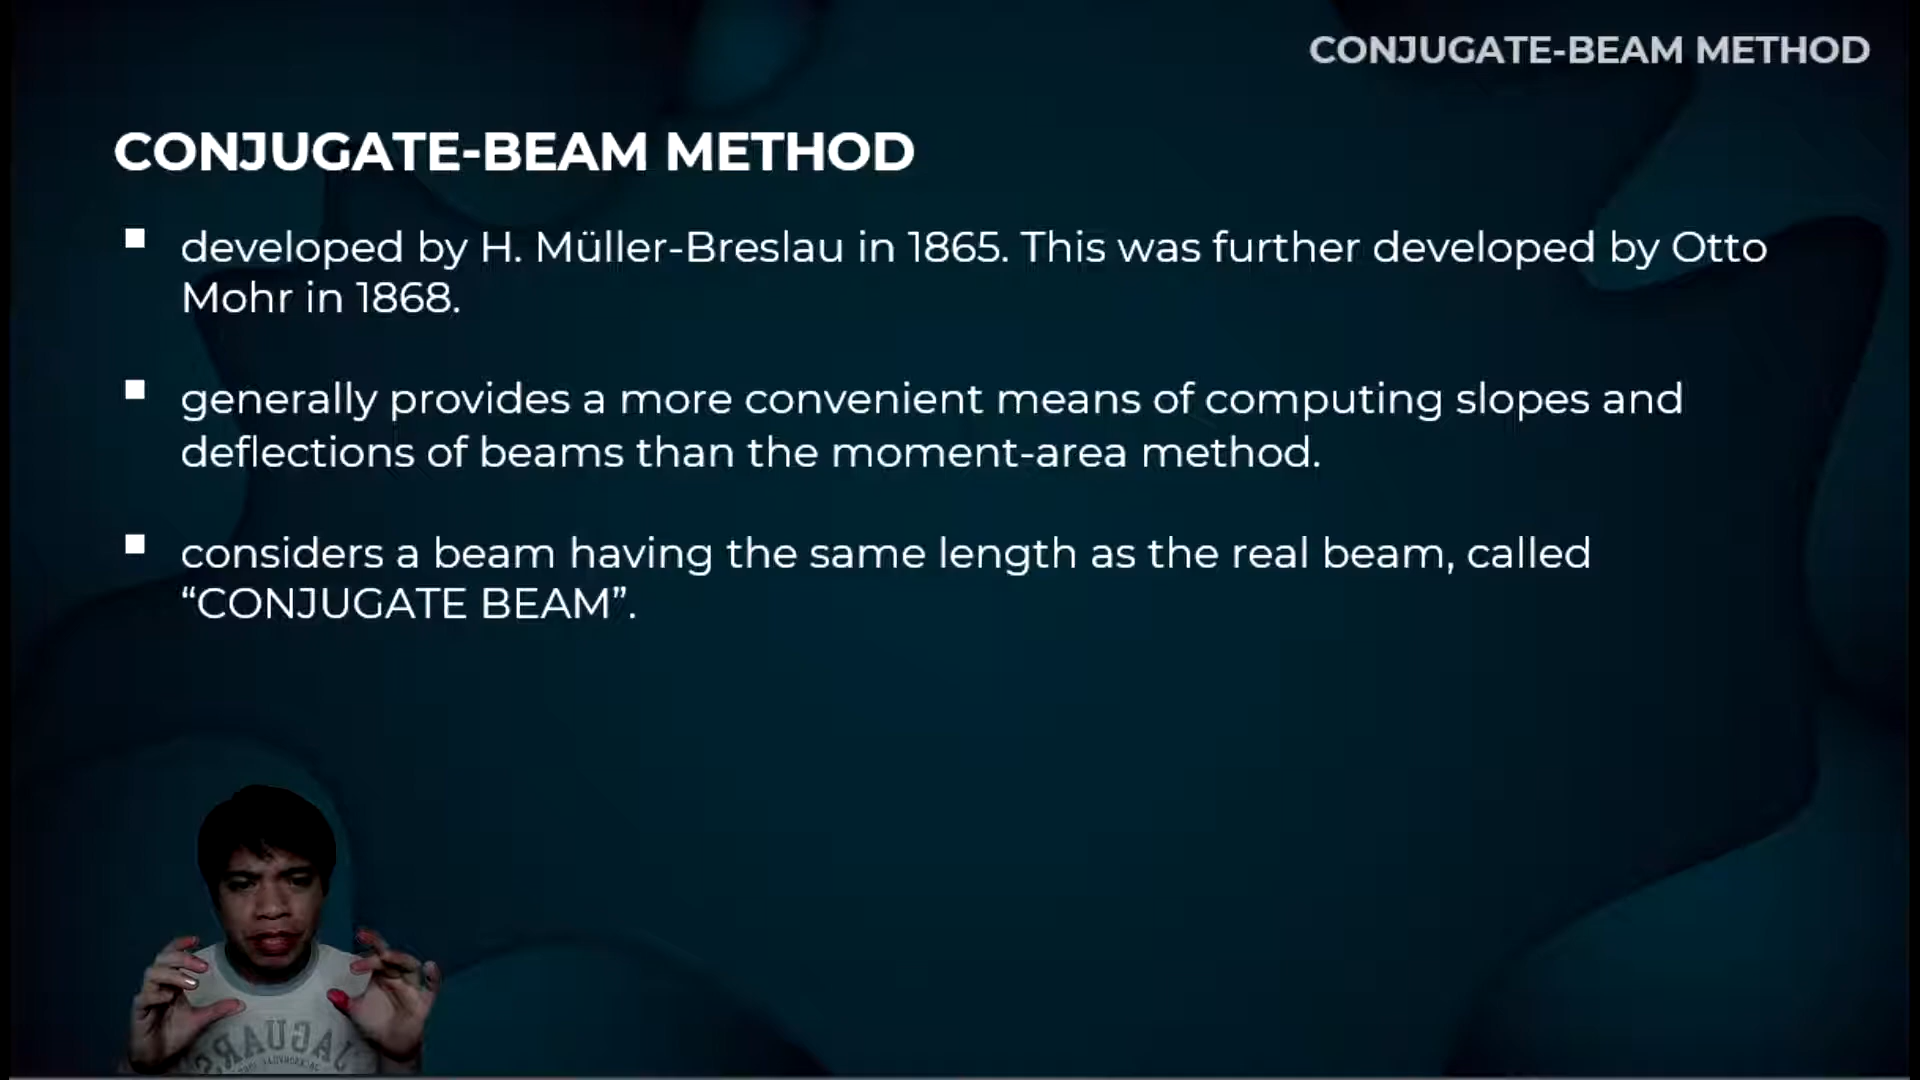 CONJUGATE-BEAM METHOD
CONJUGATE-BEAM METHOD
▪ developed by H. Müller-Breslau in 1865. This was further developed by Otto
Mohr in 1868.
▪ generally provides a more convenient means of computing slopes and
deflections of beams than the moment-area method.
▪ considers a beam having the same length as the real beam, called
“CONJUGATE BEAM”.
JAGUARS